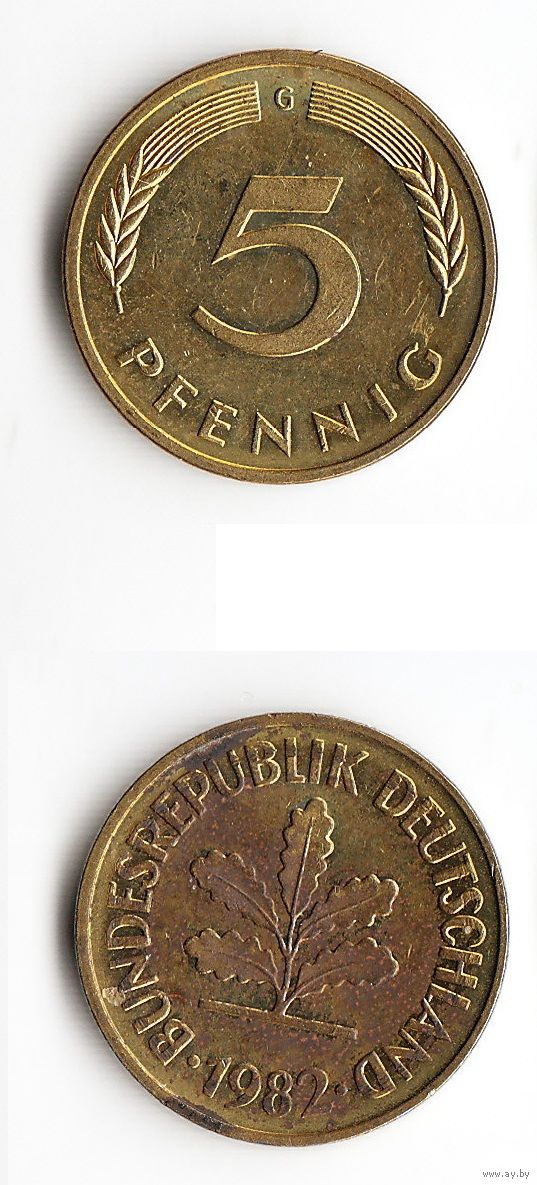 G
5
PFENNIG
·BUNDESREPUBLIK DEUTSCHLAND·
1982
www.ay.by